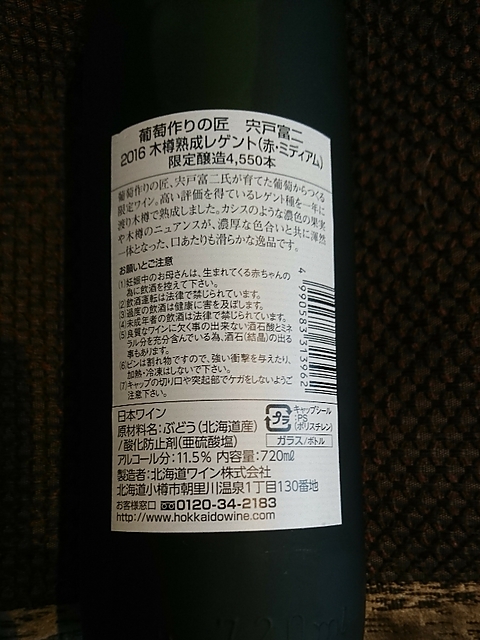 葡萄作りの匠 宍戸富二
2016 木樽熟成レゲント(赤・ミディアム)
限定醸造4,550本
葡萄作りの匠、宍戸富二氏が育てた葡萄からつくる
限定ワイン。高い評価を得ているレゲント種を一年に
渡り木樽で熟成しました。カシスのような濃色の果実
や木樽のニュアンスが、濃厚な色合いと共に渾然
一体となった、口あたりも滑らかな逸品です。
お願いとご注意
(1)妊娠中のお母さんは、生まれてくる赤ちゃんの
為に飲酒を控えて下さい。
(2)飲酒運転は法律で禁じられています。
(3)過度の飲酒は健康に害を及ぼします。
(4)未成年者の飲酒は法律で禁じられています。
(5)良質なワインに欠く事の出来ない酒石酸とミネ
ラル分を充分含んでいる為、酒石(結晶)の出る
事もあります。
(6)ビンは割れ物ですので、強い衝撃を与えたり、
加熱・冷凍はしないで下さい。
(7)キャップの切り口や突起部でケガをしないようご
注意下さい。
4990583313962
日本ワイン
原材料名:ぶどう(北海道産)
/酸化防止剤(亜硫酸塩)
アルコール分:11.5% 内容量:720ml
製造者:北海道ワイン株式会社
北海道小樽市朝里川温泉1丁目130番地
お客様窓口 0120-34-2183
http://www.hokkaidowine.com
プラ
キャップシール
:PS
(ポリスチレン)
ガラス/ボトル